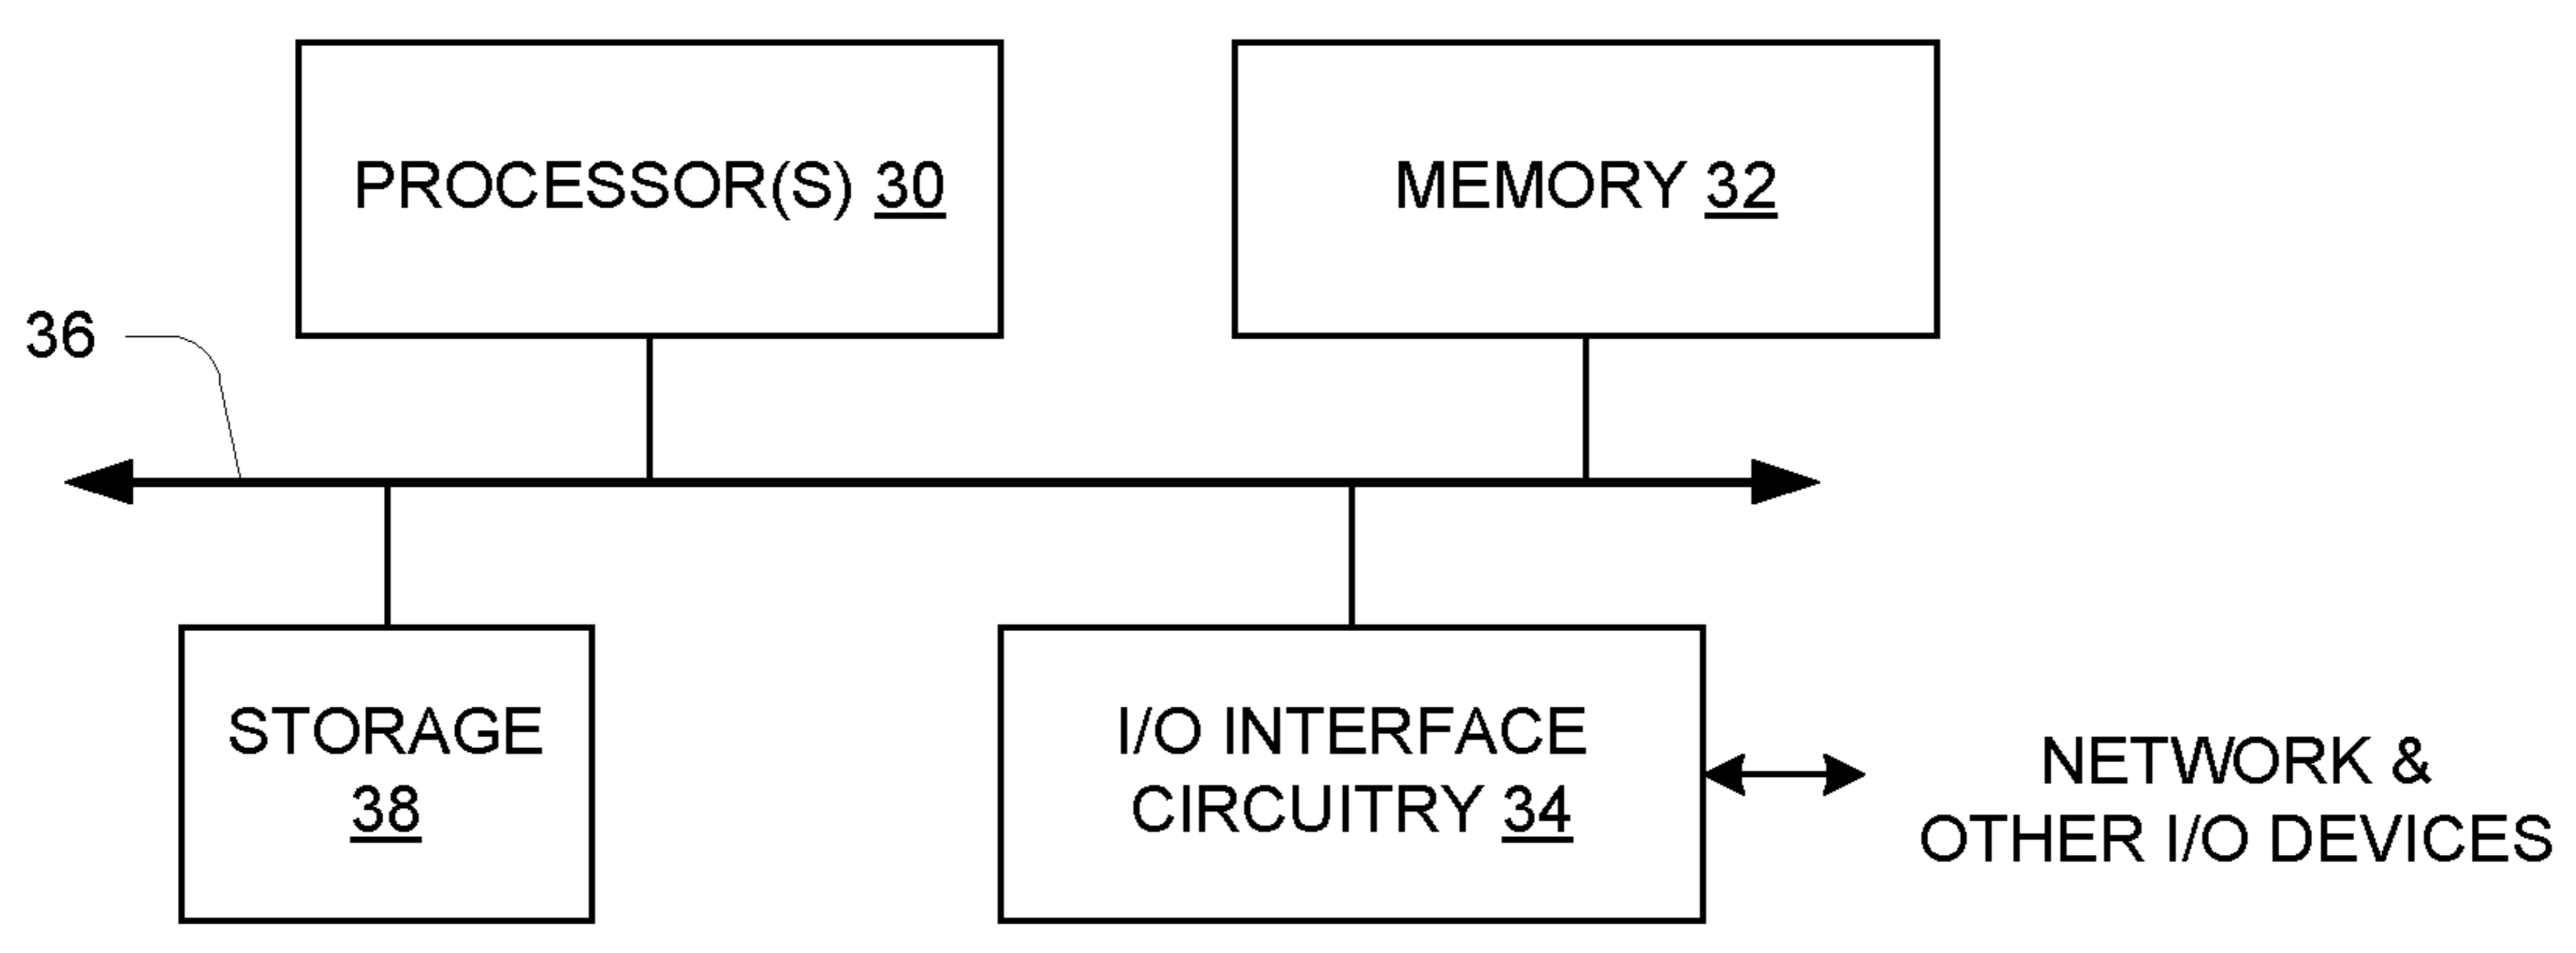 PROCESSOR(S) 30
MEMORY 32
36
STORAGE
38
I/O INTERFACE
CIRCUITRY 34
NETWORK &
OTHER I/O DEVICES